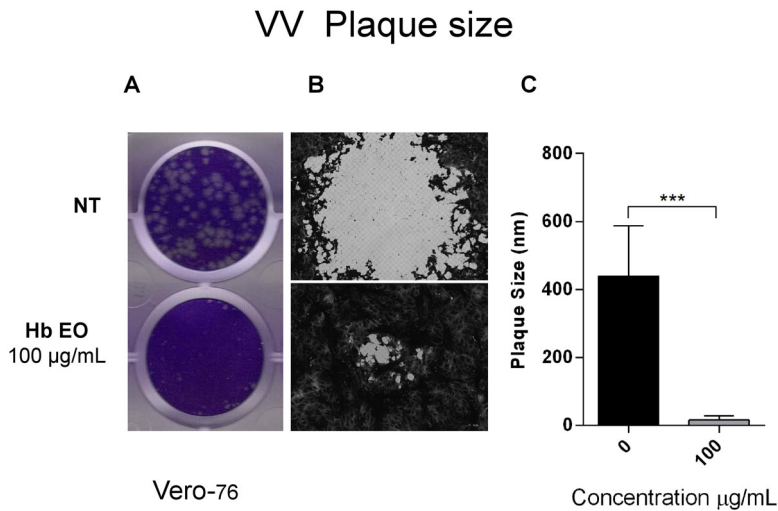 VV Plaque size
A
B
C
NT
Hb EO
100 µg/mL
Vero-76
800
600
400
200
0
Plaque Size (nm)
***
0
100
Concentration µg/mL